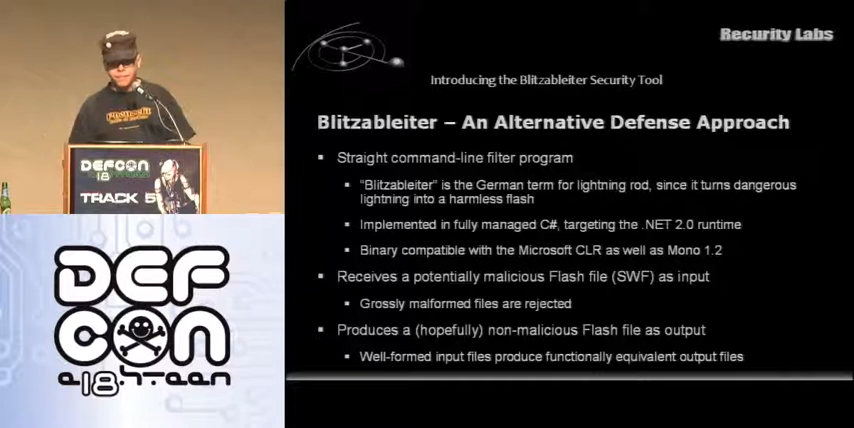 DEFCON
18
TRACK 5
DEFCON
e18hteen
Recurity Labs
Introducing the Blitzableiter Security Tool
Blitzableiter – An Alternative Defense Approach
Straight command-line filter program
"Blitzableiter" is the German term for lightning rod, since it turns dangerous
lightning into a harmless flash
Implemented in fully managed C#, targeting the .NET 2.0 runtime
Binary compatible with the Microsoft CLR as well as Mono 1.2
Receives a potentially malicious Flash file (SWF) as input
Grossly malformed files are rejected
Produces a (hopefully) non-malicious Flash file as output
Well-formed input files produce functionally equivalent output files